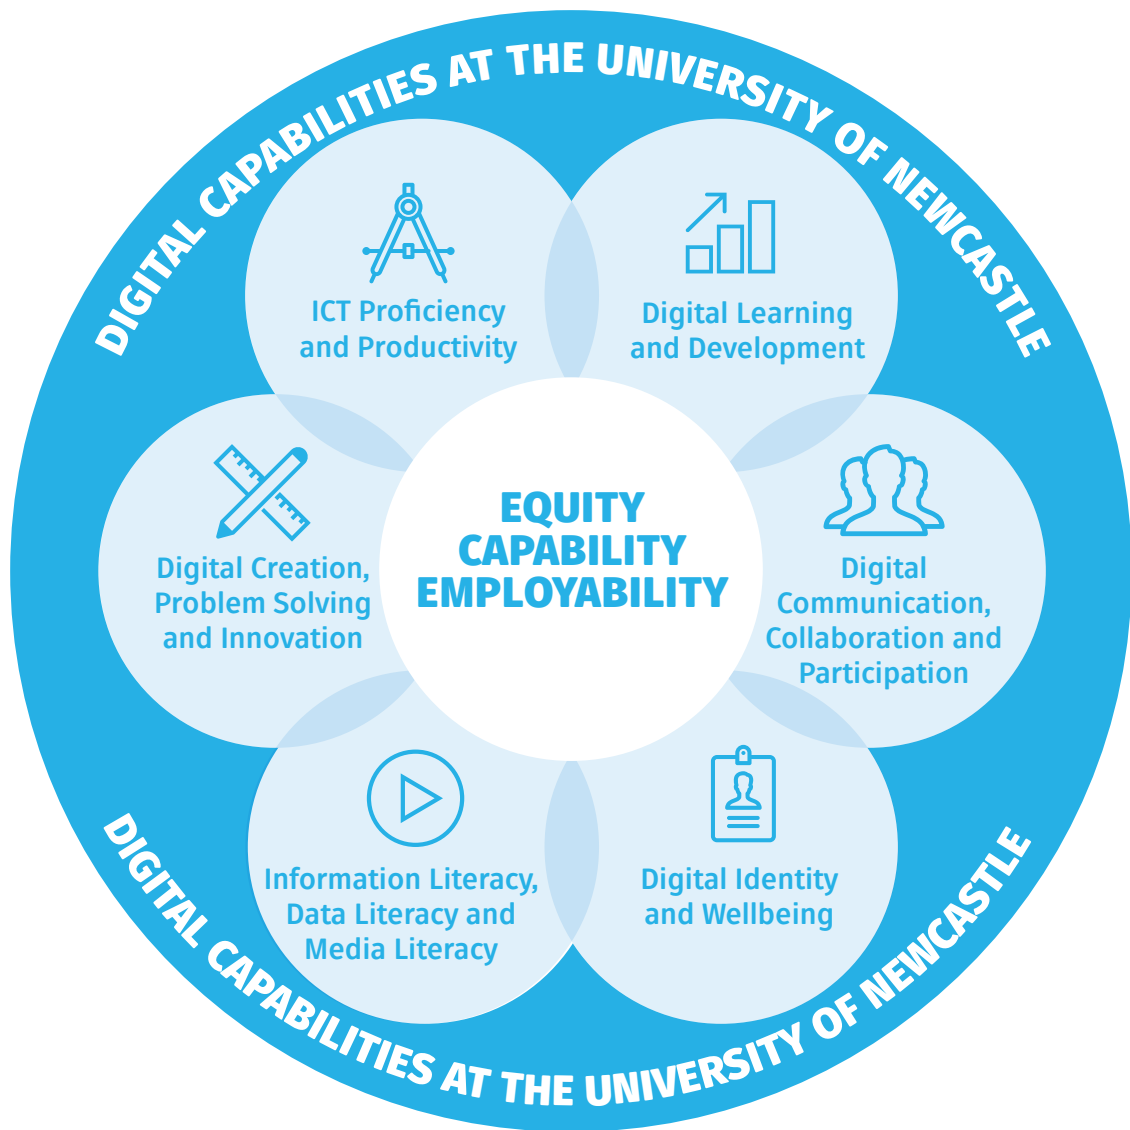 DIGITAL CAPABILITIES AT THE UNIVERSITY OF NEWCASTLE
ICT Proficiency
and Productivity
Digital Learning
and Development
Digital Creation,
Problem Solving
and Innovation
EQUITY
CAPABILITY
EMPLOYABILITY
Digital
Communication,
Collaboration and
Participation
Information Literacy,
Data Literacy and
Media Literacy
Digital Identity
and Wellbeing
DIGITAL CAPABILITIES AT THE UNIVERSITY OF NEWCASTLE